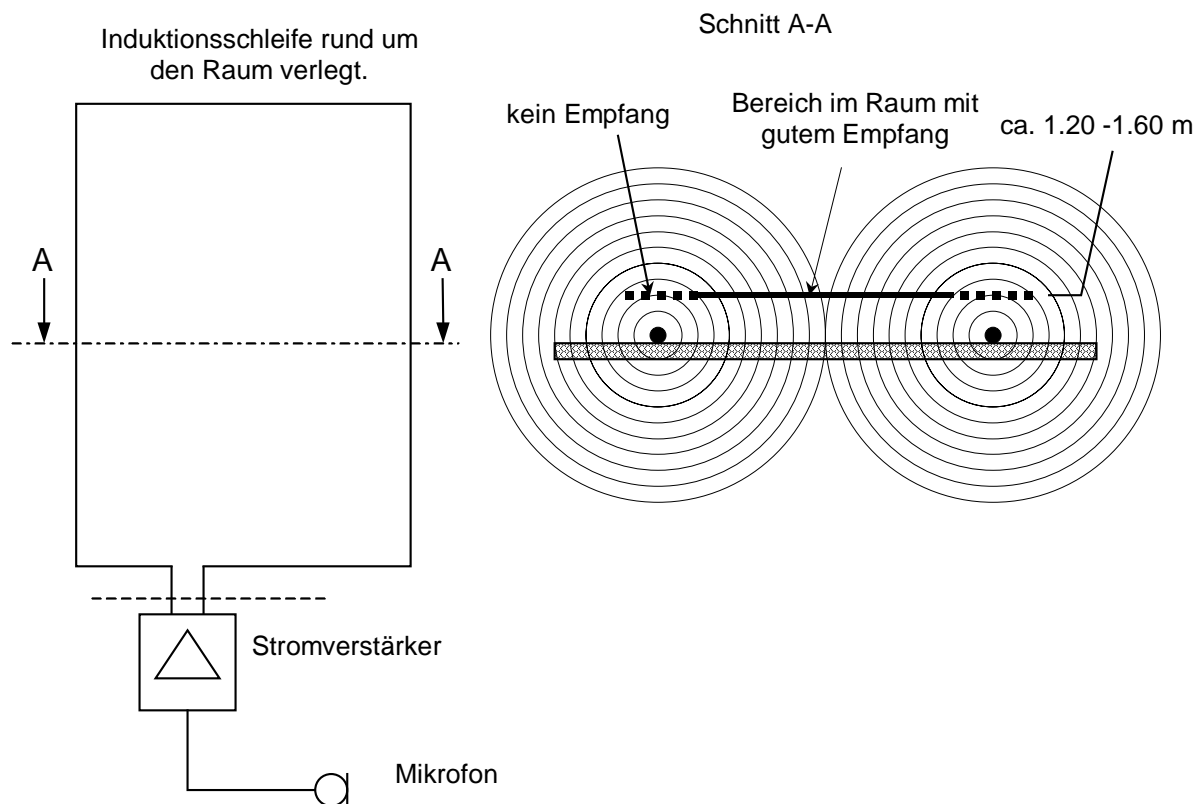 Induktionsschleife rund um
den Raum verlegt.
A
A
Stromverstärker
Mikrofon
Schnitt A-A
kein Empfang
Bereich im Raum mit
gutem Empfang
ca. 1.20 -1.60 m